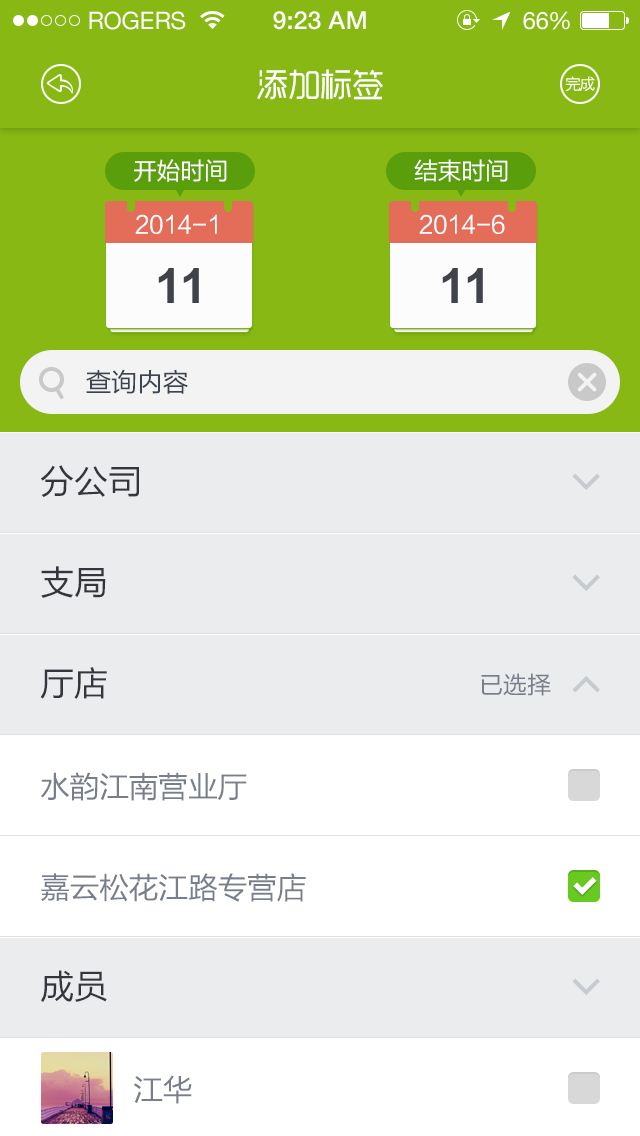 ROGERS 9:23 AM 66%
添加标签
完成
开始时间 结束时间
2014-1 2014-6
11 11
查询内容
分公司
支局
厅店 已选择
水韵江南营业厅
嘉云松花江路专营店
成员
江华